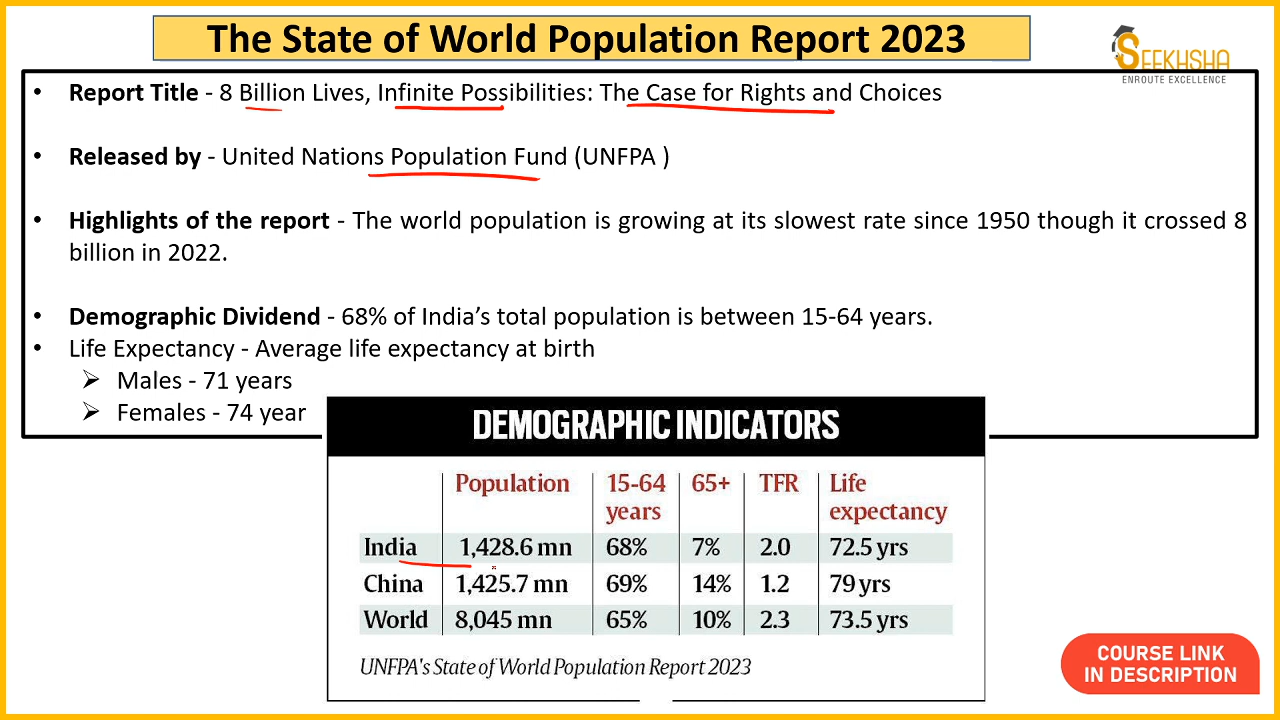 The State of World Population Report 2023
SEEKHSHA
ENROUTE EXCELLENCE
• Report Title - 8 Billion Lives, Infinite Possibilities: The Case for Rights and Choices
• Released by - United Nations Population Fund (UNFPA )
• Highlights of the report - The world population is growing at its slowest rate since 1950 though it crossed 8
billion in 2022.
• Demographic Dividend - 68% of India’s total population is between 15-64 years.
• Life Expectancy - Average life expectancy at birth
➢ Males - 71 years
➢ Females - 74 year
DEMOGRAPHIC INDICATORS
Population 15-64 65+ TFR Life
years expectancy
India 1,428.6 mn 68% 7% 2.0 72.5 yrs
China 1,425.7 mn 69% 14% 1.2 79 yrs
World 8,045 mn 65% 10% 2.3 73.5 yrs
UNFPA's State of World Population Report 2023
COURSE LINK
IN DESCRIPTION